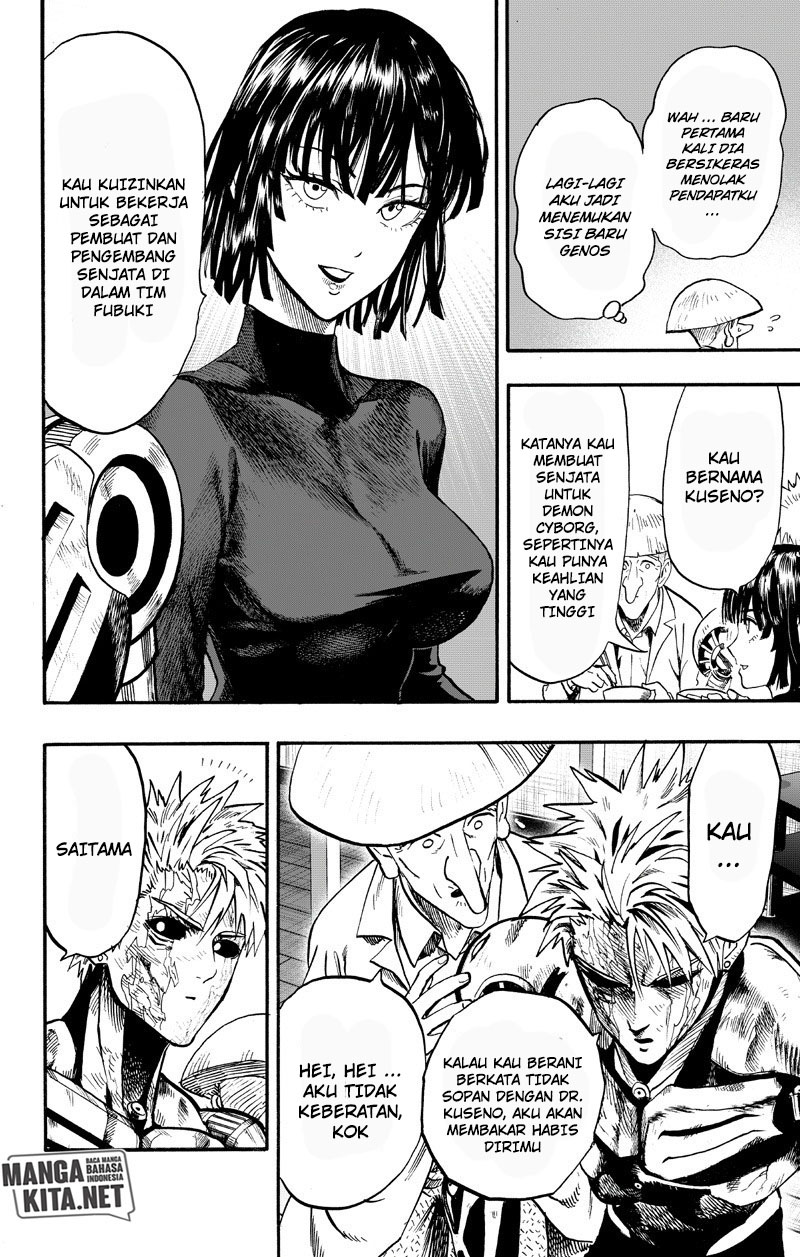 WAH ... BARU
PERTAMA
KALI DIA
BERSIKERAS
MENOLAK
PENDAPATKU
...
LAGI-LAGI
AKU JADI
MENEMUKAN
SISI BARU
GENOS
KAU
BERNAMA
KUSENO?
KATANYA KAU
MEMBUAT
SENJATA
UNTUK
DEMON
CYBORG,
SEPERTINYA
KAU PUNYA
KEAHLIAN
YANG
TINGGI
KAU KUIZINKAN
UNTUK BEKERJA
SEBAGAI
PEMBUAT DAN
PENGEMBANG
SENJATA DI
DALAM TIM
FUBUKI
KAU
...
KALAU KAU BERANI
BERKATA TIDAK
SOPAN DENGAN DR.
KUSENO, AKU AKAN
MEMBAKAR HABIS
DIRIMU
HEI, HEI ...
AKU TIDAK
KEBERATAN,
KOK
SAITAMA
MANGA
KITA.NET
BACA MANGA
BAHASA
INDONESIA